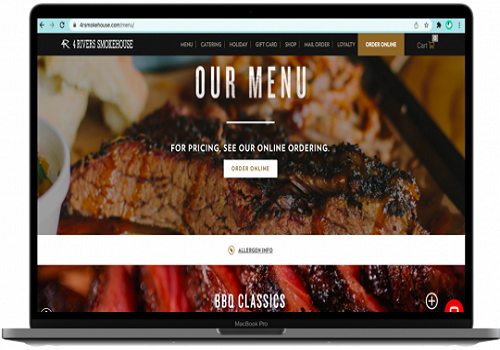 4rsmokehouse.com/menu/
4R 4 RIVERS SMOKEHOUSE
MENU | CATERING | HOLIDAY | GIFT CARD | SHOP | MAIL ORDER | LOYALTY ORDER ONLINE Cart 0
OUR MENU
FOR PRICING, SEE OUR ONLINE ORDERING.
ORDER ONLINE
ALLERGEN INFO
BBQ CLASSICS
MacBook Pro